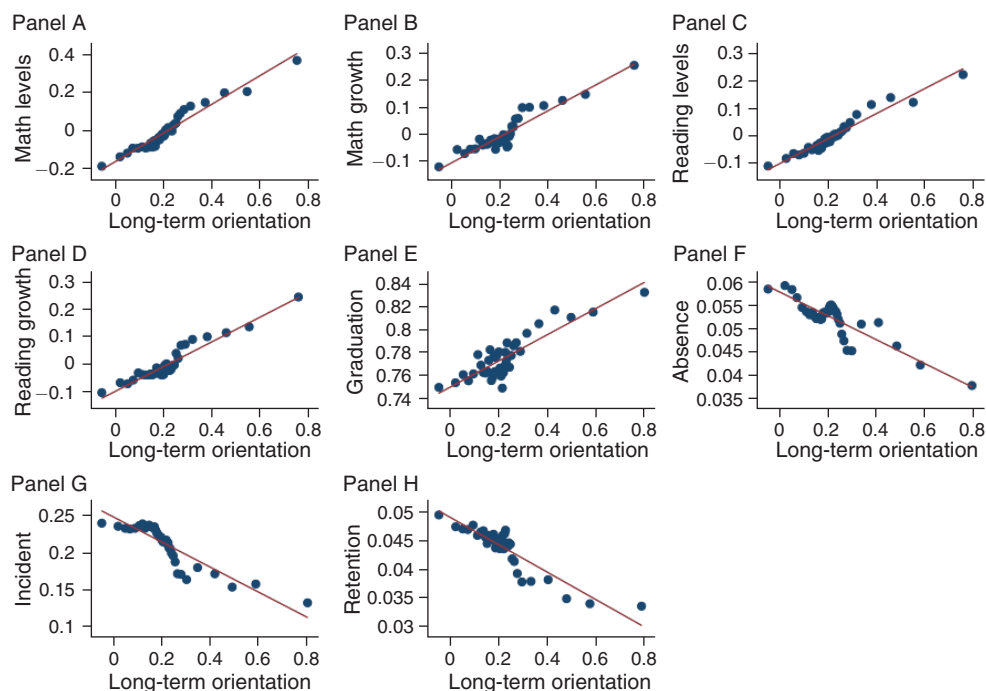 Panel A
Math levels
0.4
0.2
0
−0.2
0 0.2 0.4 0.6 0.8
Long-term orientation
Panel B
Math growth
0.3
0.2
0.1
0
−0.1
0 0.2 0.4 0.6 0.8
Long-term orientation
Panel C
Reading levels
0.3
0.2
0.1
0
−0.1
0 0.2 0.4 0.6 0.8
Long-term orientation
Panel D
Reading growth
0.3
0.2
0.1
0
−0.1
0 0.2 0.4 0.6 0.8
Long-term orientation
Panel E
Graduation
0.84
0.82
0.8
0.78
0.76
0.74
0 0.2 0.4 0.6 0.8
Long-term orientation
Panel F
Absence
0.06
0.055
0.05
0.045
0.04
0.035
0 0.2 0.4 0.6 0.8
Long-term orientation
Panel G
Incident
0.25
0.2
0.15
0.1
0 0.2 0.4 0.6 0.8
Long-term orientation
Panel H
Retention
0.05
0.04
0.035
0.03
0 0.2 0.4 0.6 0.8
Long-term orientation